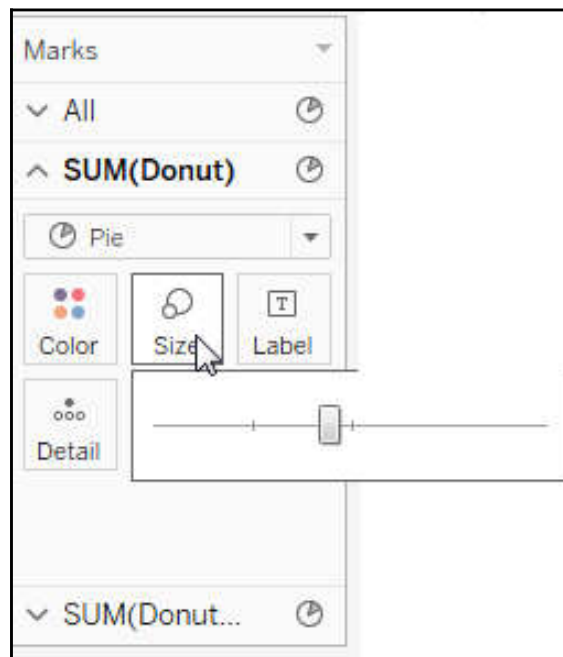 Marks
All
SUM(Donut)
Pie
Color Size Label
T
Detail
SUM(Donut...